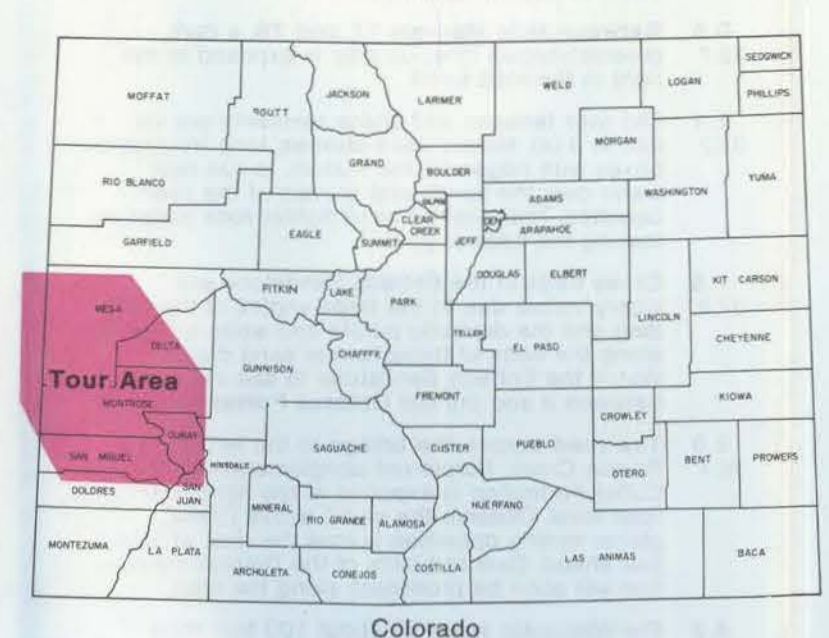 SEDGWICK
MOFFAT
ROUTT
JACKSON
LARIMER
WELD
LOGAN
PHILLIPS
MORGAN
GRAND
BOULDER
RIO BLANCO
WASHINGTON
YUMA
ADAMS
GILPIN
CLEAR
CREEK
DEN
ARAPAHOE
GARFIELD
EAGLE
SUMMIT
JEFF
DOUGLAS
ELBERT
KIT CARSON
PITKIN
LAKE
PARK
MESA
LINCOLN
TELLER
EL PASO
CHEYENNE
DELTA
GUNNISON
CHAFFEE
Tour Area
FREMONT
KIOWA
MONTROSE
CROWLEY
OURAY
SAGUACHE
CUSTER
PUEBLO
BENT
PROWERS
SAN MIGUEL
HINSDALE
OTERO
DOLORES
SAN
JUAN
MINERAL
RIO GRANDE
ALAMOSA
HUERFANO
MONTEZUMA
LA PLATA
LAS ANIMAS
BACA
ARCHULETA
CONEJOS
COSTILLA
Colorado